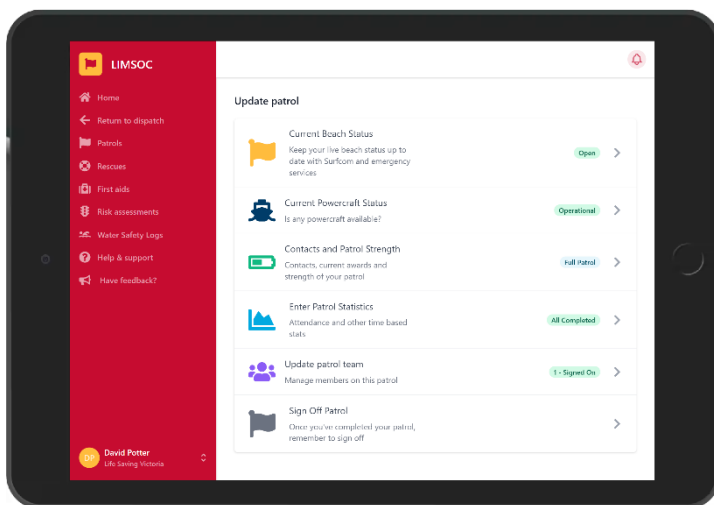 LIMSOC
Home
Return to dispatch
Patrols
Rescues
First aids
Risk assessments
Water Safety Logs
Help & support
Have feedback?
DP
David Potter
Life Saving Victoria
Update patrol
Current Beach Status
Keep your live beach status up to
date with Surfcom and emergency
services
Open
Current Powercraft Status
Is any powercraft available?
Operational
Contacts and Patrol Strength
Contacts, current awards and
strength of your patrol
Full Patrol
Enter Patrol Statistics
Attendance and other time based
stats
All Completed
Update patrol team
Manage members on this patrol
1 - Signed On
Sign Off Patrol
Once you've completed your patrol,
remember to sign off